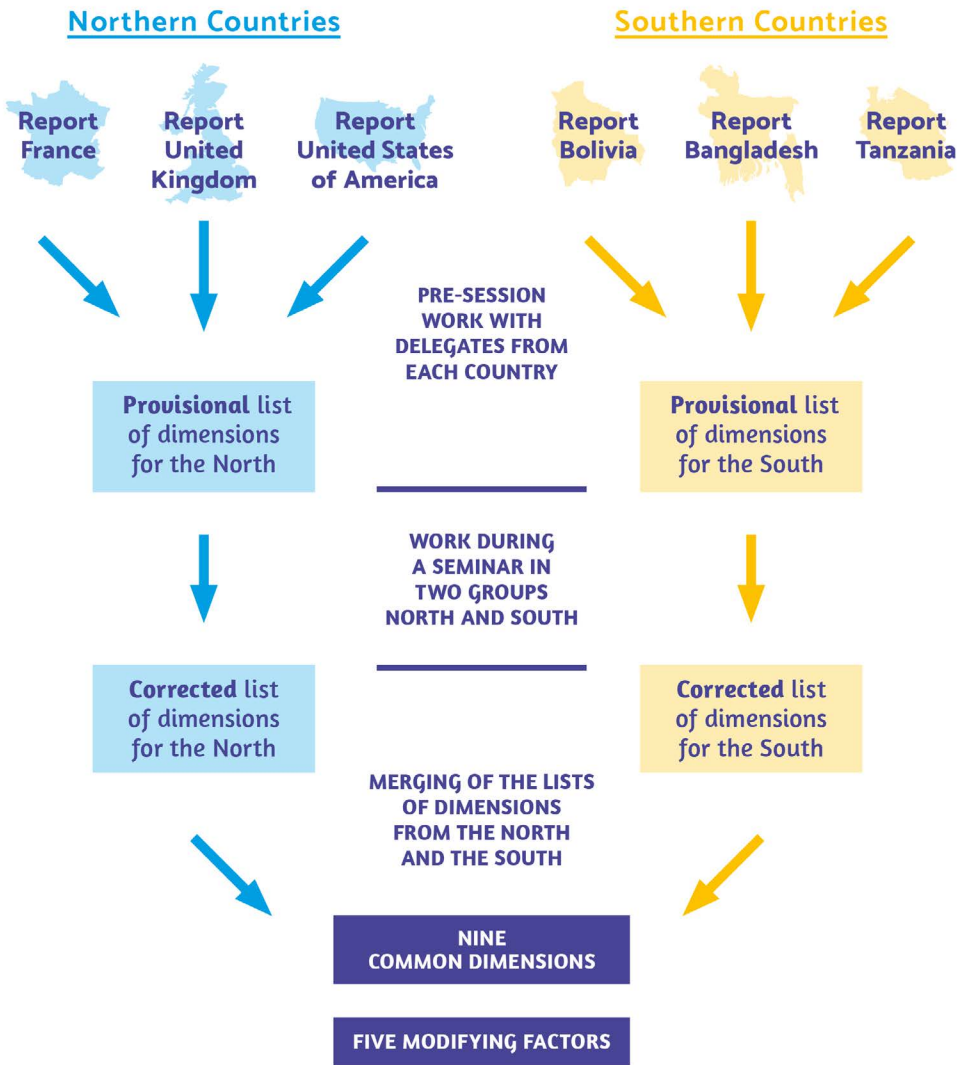 Northern Countries
Southern Countries
Report
France
Report
United
Kingdom
Report
United States
of America
Report
Bolivia
Report
Bangladesh
Report
Tanzania
PRE-SESSION
WORK WITH
DELEGATES FROM
EACH COUNTRY
Provisional list
of dimensions
for the North
Provisional list
of dimensions
for the South
WORK DURING
A SEMINAR IN
TWO GROUPS
NORTH AND SOUTH
Corrected list
of dimensions
for the North
Corrected list
of dimensions
for the South
MERGING OF THE LISTS
OF DIMENSIONS
FROM THE NORTH
AND THE SOUTH
NINE
COMMON DIMENSIONS
FIVE MODIFYING FACTORS